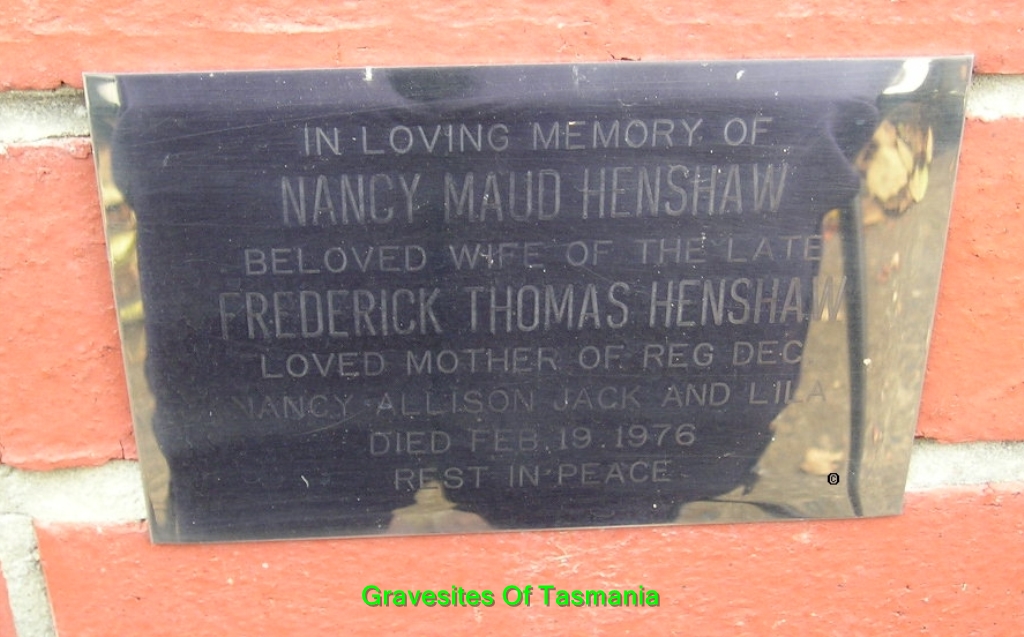 IN LOVING MEMORY OF
NANCY MAUD HENSHAW
BELOVED WIFE OF THE LATE
FREDERICK THOMAS HENSHAW
LOVED MOTHER OF REG DEC
NANCY ALLISON JACK AND LILA
DIED FEB. 19. 1976
REST IN PEACE
©
Gravesites Of Tasmania